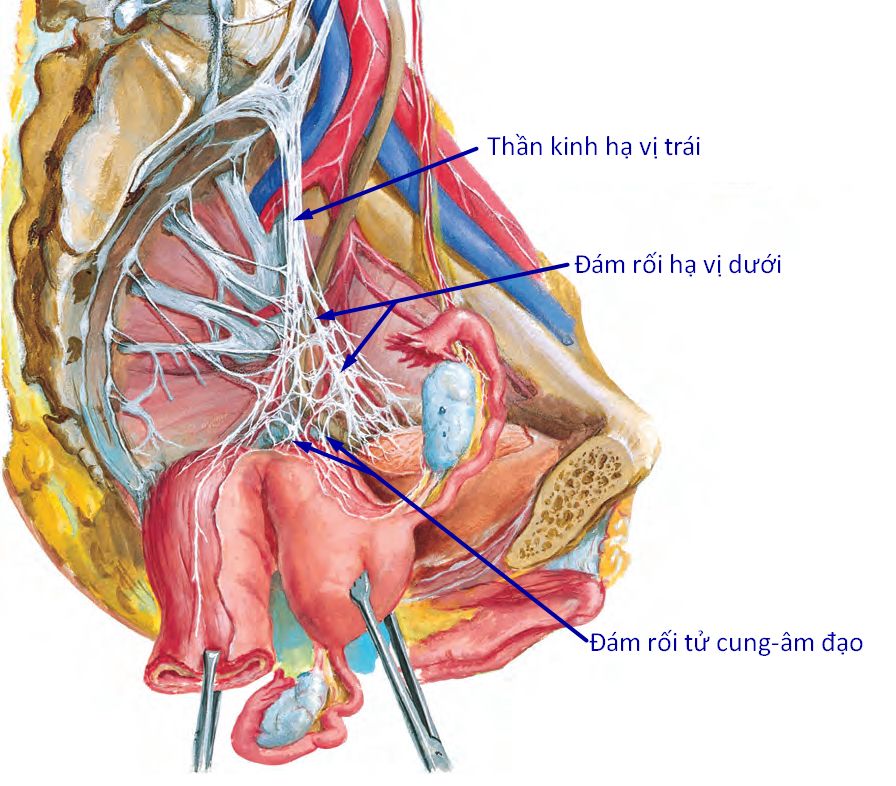 Thần kinh hạ vị trái
Đám rối hạ vị dưới
Đám rối tử cung-âm đạo